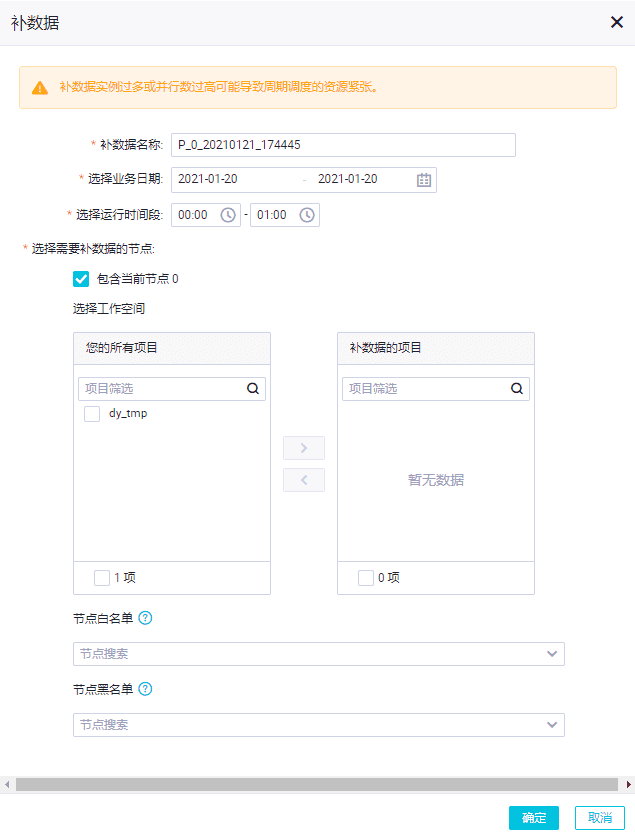 补数据
补数据实例过多或并行数过高可能导致周期调度的资源紧张。
* 补数据名称: P_0_20210121_174445
* 选择业务日期: 2021-01-20 - 2021-01-20
* 选择运行时间段: 00:00 - 01:00
* 选择需要补数据的节点:
包含当前节点 0
选择工作空间
您的所有项目 补数据的项目
项目筛选 项目筛选
dy_tmp
暂无数据
1 项 0 项
节点白名单 ?
节点搜索
节点黑名单 ?
节点搜索
确定 取消